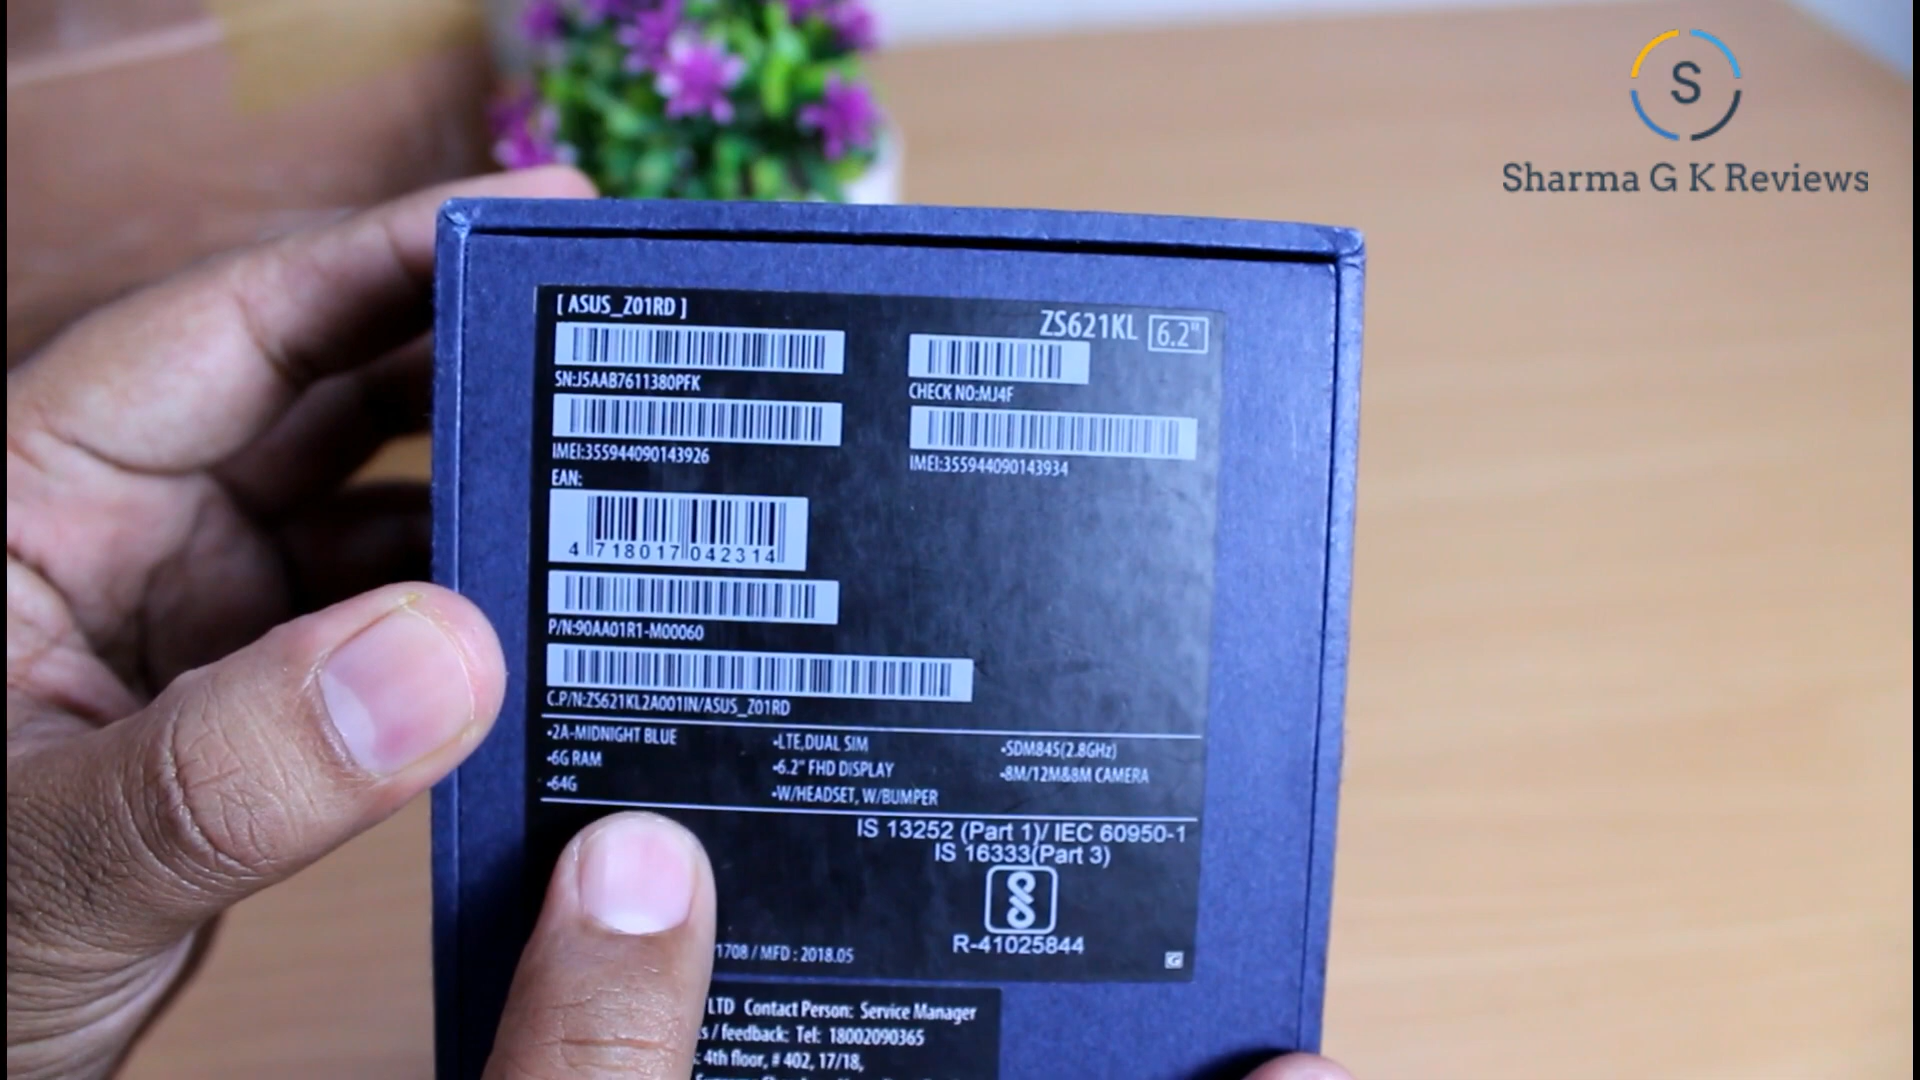 S
Sharma G K Reviews
[ ASUS_Z01RD ]
ZS621KL 6.2"
SN:J5AAB7611380PFK
CHECK NO:MJ4F
IMEI:355944090143926
IMEI:355944090143934
EAN:
4 718017 042314
P/N:90AA01R1-M00060
C.P/N:ZS621KL2A001IN/ASUS_Z01RD
•2A-MIDNIGHT BLUE
•6G RAM
•64G
•LTE,DUAL SIM
•6.2" FHD DISPLAY
•W/HEADSET, W/BUMPER
•SDM845(2.8GHz)
•8M/12M&8M CAMERA
IS 13252 (Part 1)/ IEC 60950-1
IS 16333(Part 3)
R-41025844
1708 / MFD : 2018.05
G
LTD Contact Person: Service Manager
/ feedback: Tel: 18002090365
: 4th floor, # 402, 17/18,